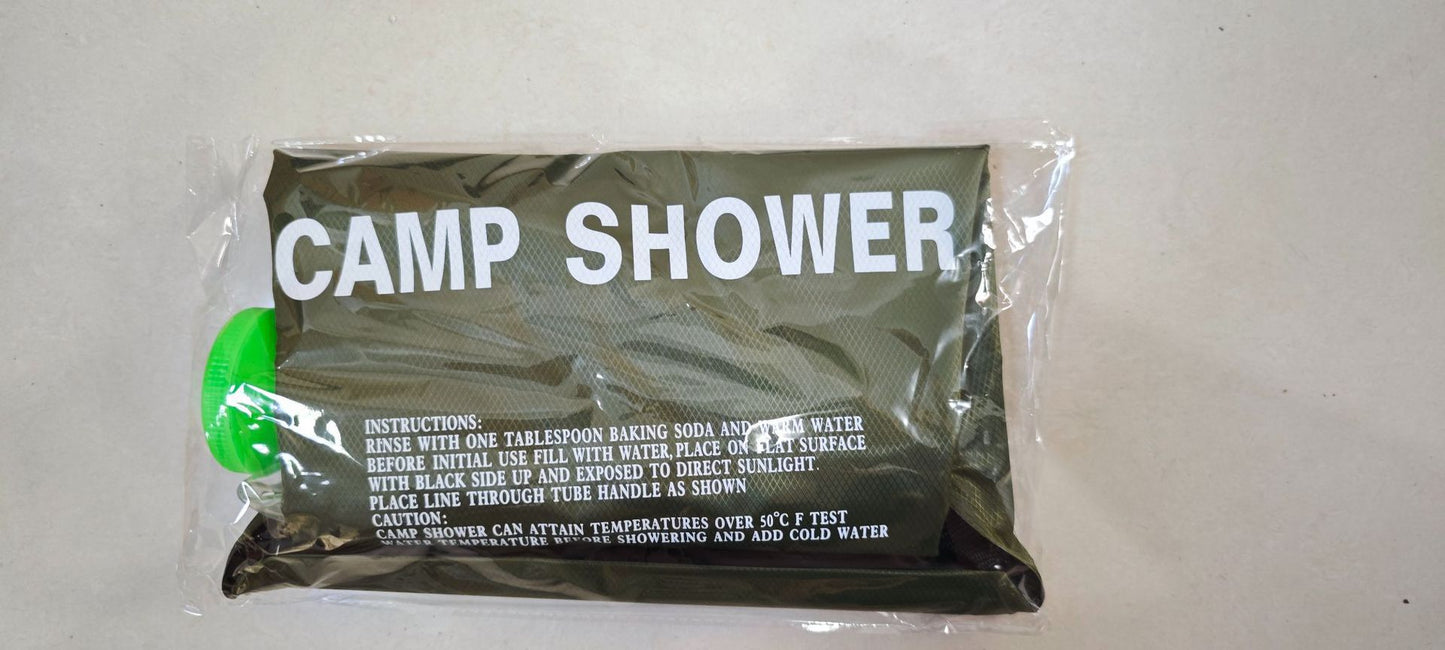 CAMP SHOWER
INSTRUCTIONS:
RINSE WITH ONE TABLESPOON BAKING SODA AND WARM WATER
BEFORE INITIAL USE FILL WITH WATER, PLACE ON FLAT SURFACE
WITH BLACK SIDE UP AND EXPOSED TO DIRECT SUNLIGHT.
PLACE LINE THROUGH TUBE HANDLE AS SHOWN
CAUTION:
CAMP SHOWER CAN ATTAIN TEMPERATURES OVER 50°C F TEST
WATER TEMPERATURE BEFORE SHOWERING AND ADD COLD WATER